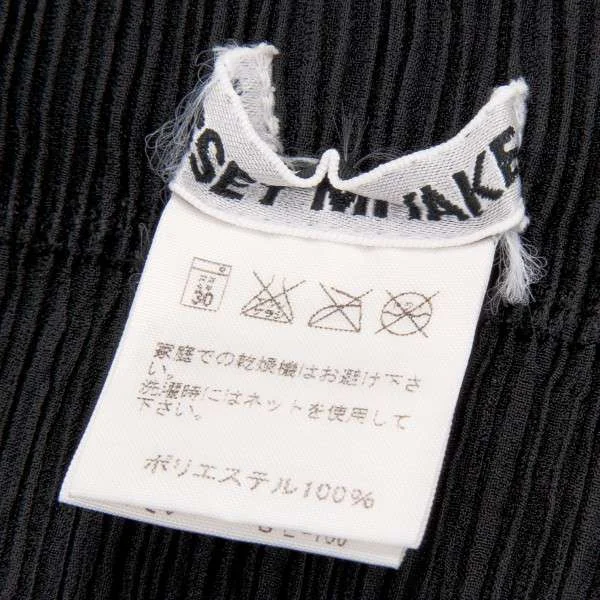 SEY MIYAKE
30
家庭での乾燥機はお避け下さ
い。
洗濯時にはネットを使用して
下さい。
ポリエステル100%